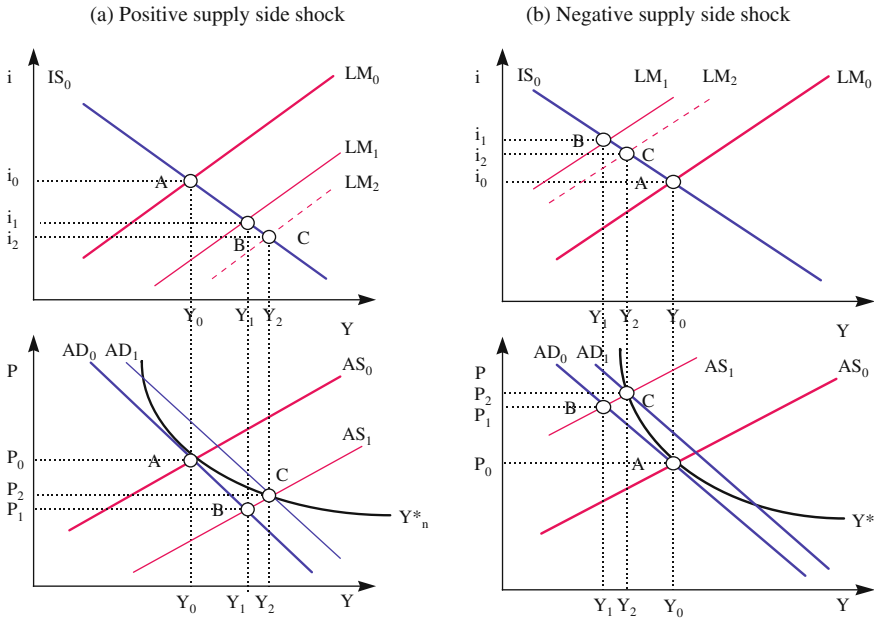 (a) Positive supply side shock
i
IS₀
LM₀
LM₁
LM₂
i₀
A
i₁
i₂
B
C
Y₀
Y₁
Y₂
Y
P
AD₀
AD₁
AS₀
AS₁
P₀
A
P₂
C
P₁
B
Y*ₙ
Y₀
Y₁
Y₂
Y
(b) Negative supply side shock
i
IS₀
LM₁
LM₂
LM₀
i₁
B
i₂
C
i₀
A
Y₁
Y₂
Y₀
Y
P
AD₀
AD₁
AS₁
AS₀
P₂
C
P₁
B
P₀
A
Y*
Y₁
Y₂
Y₀
Y